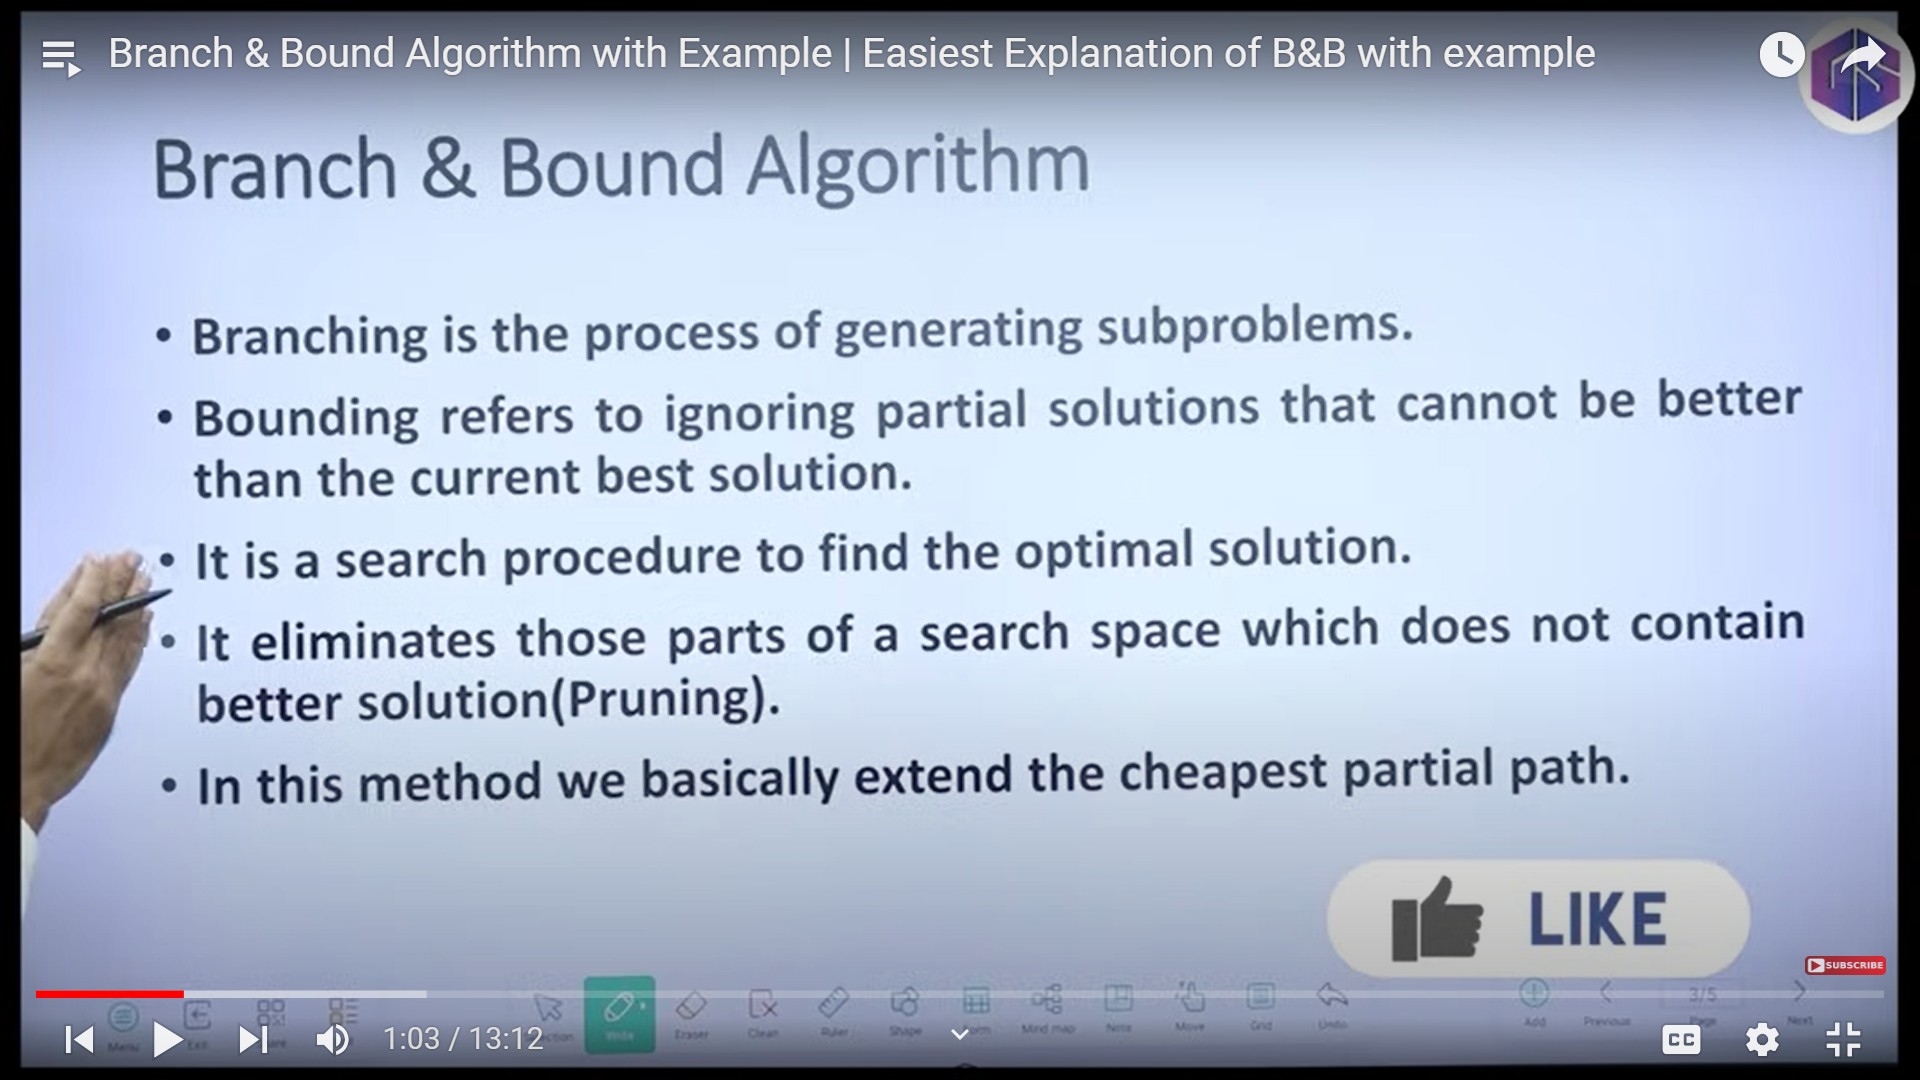 Branch & Bound Algorithm with Example | Easiest Explanation of B&B with example
Branch & Bound Algorithm
• Branching is the process of generating subproblems.
• Bounding refers to ignoring partial solutions that cannot be better
than the current best solution.
• It is a search procedure to find the optimal solution.
• It eliminates those parts of a search space which does not contain
better solution(Pruning).
• In this method we basically extend the cheapest partial path.
LIKE
SUBSCRIBE
3/5
Menu Exit Write Eraser Clean Ruler Shape Mind map Note Move Grid Undo Add Previous Page Next
1:03 / 13:12
CC